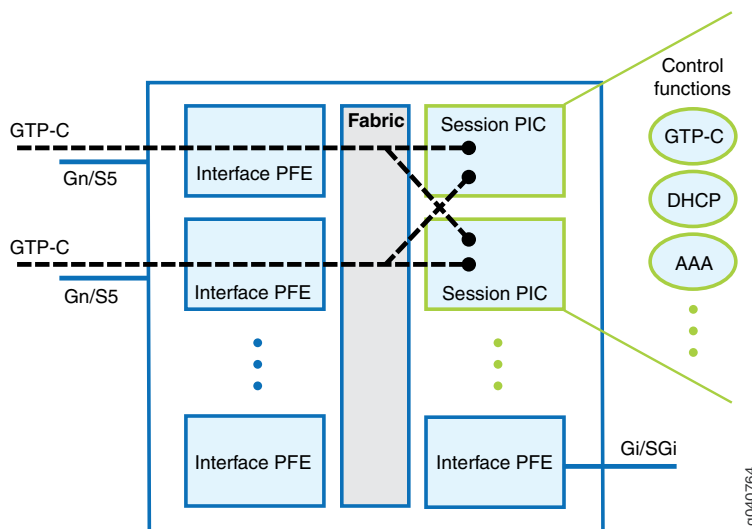 Control
functions
GTP-C
Gn/S5
Interface PFE
Fabric
Session PIC
GTP-C
DHCP
AAA
GTP-C
Gn/S5
Interface PFE
Session PIC
Interface PFE
Interface PFE
Gi/SGi
g040764